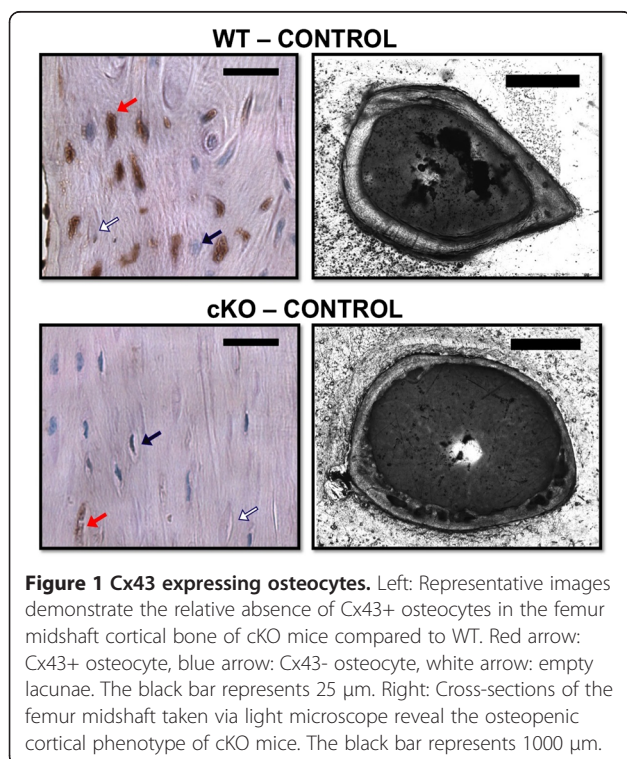 WT – CONTROL
cKO – CONTROL
Figure 1 Cx43 expressing osteocytes. Left: Representative images
demonstrate the relative absence of Cx43+ osteocytes in the femur
midshaft cortical bone of cKO mice compared to WT. Red arrow:
Cx43+ osteocyte, blue arrow: Cx43- osteocyte, white arrow: empty
lacunae. The black bar represents 25 μm. Right: Cross-sections of the
femur midshaft taken via light microscope reveal the osteopenic
cortical phenotype of cKO mice. The black bar represents 1000 μm.